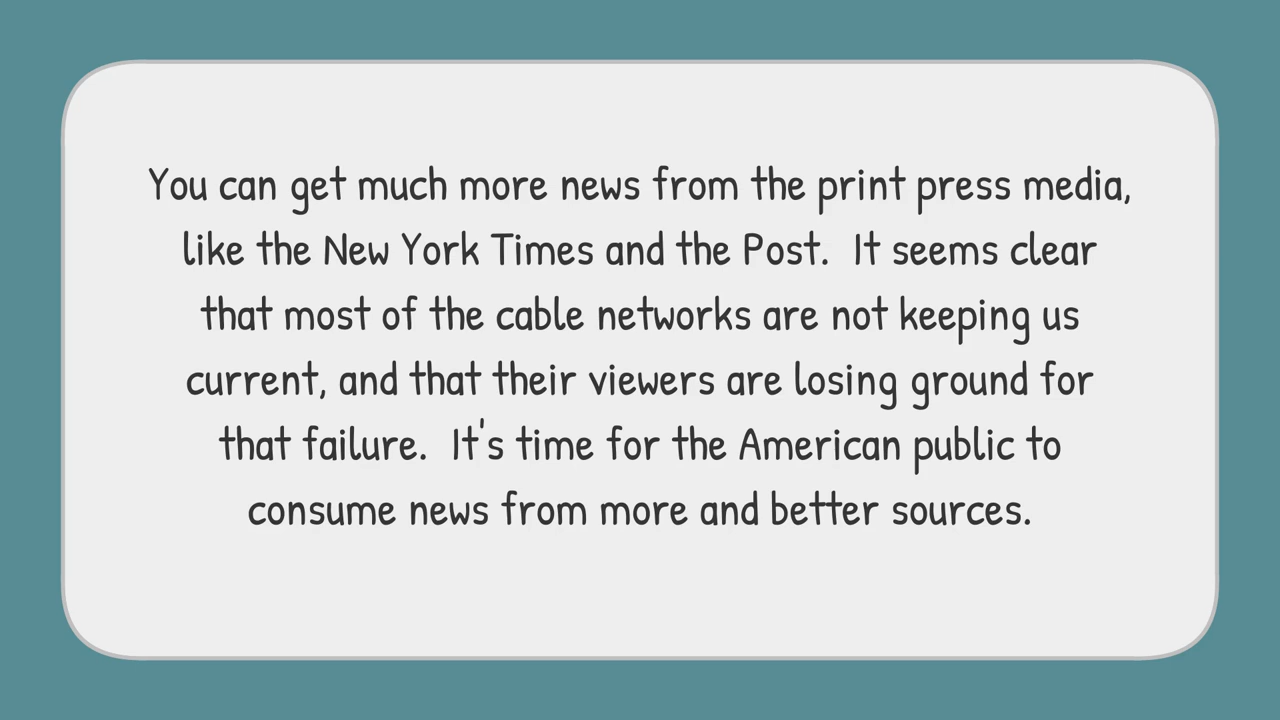 You can get much more news from the print press media,
like the New York Times and the Post.  It seems clear
that most of the cable networks are not keeping us
current, and that their viewers are losing ground for
that failure.  It's time for the American public to
consume news from more and better sources.